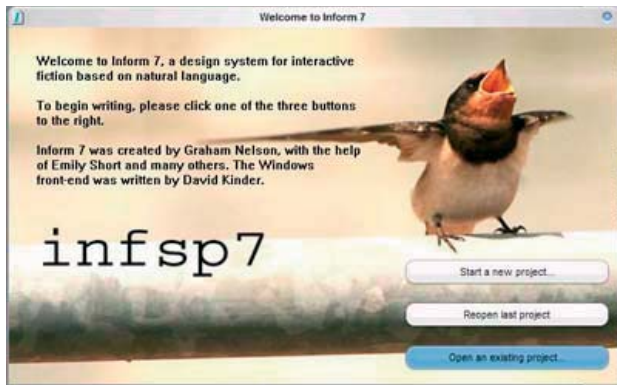 Welcome to Inform 7
Welcome to Inform 7, a design system for interactive
fiction based on natural language.
To begin writing, please click one of the three buttons
to the right.
Inform 7 was created by Graham Nelson, with the help
of Emily Short and many others. The Windows
front-end was written by David Kinder.
infsp7
Start a new project...
Reopen last project
Open an existing project...